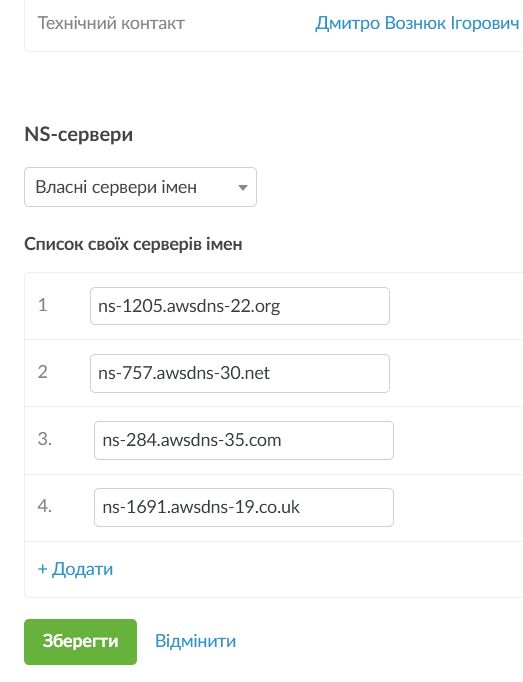 Технічний контакт Дмитро Вознюк Ігорович
NS-сервери
Власні сервери імен
Список своїх серверів імен
1 ns-1205.awsdns-22.org
2 ns-757.awsdns-30.net
3. ns-284.awsdns-35.com
4. ns-1691.awsdns-19.co.uk
+ Додати
Зберегти Відмінити